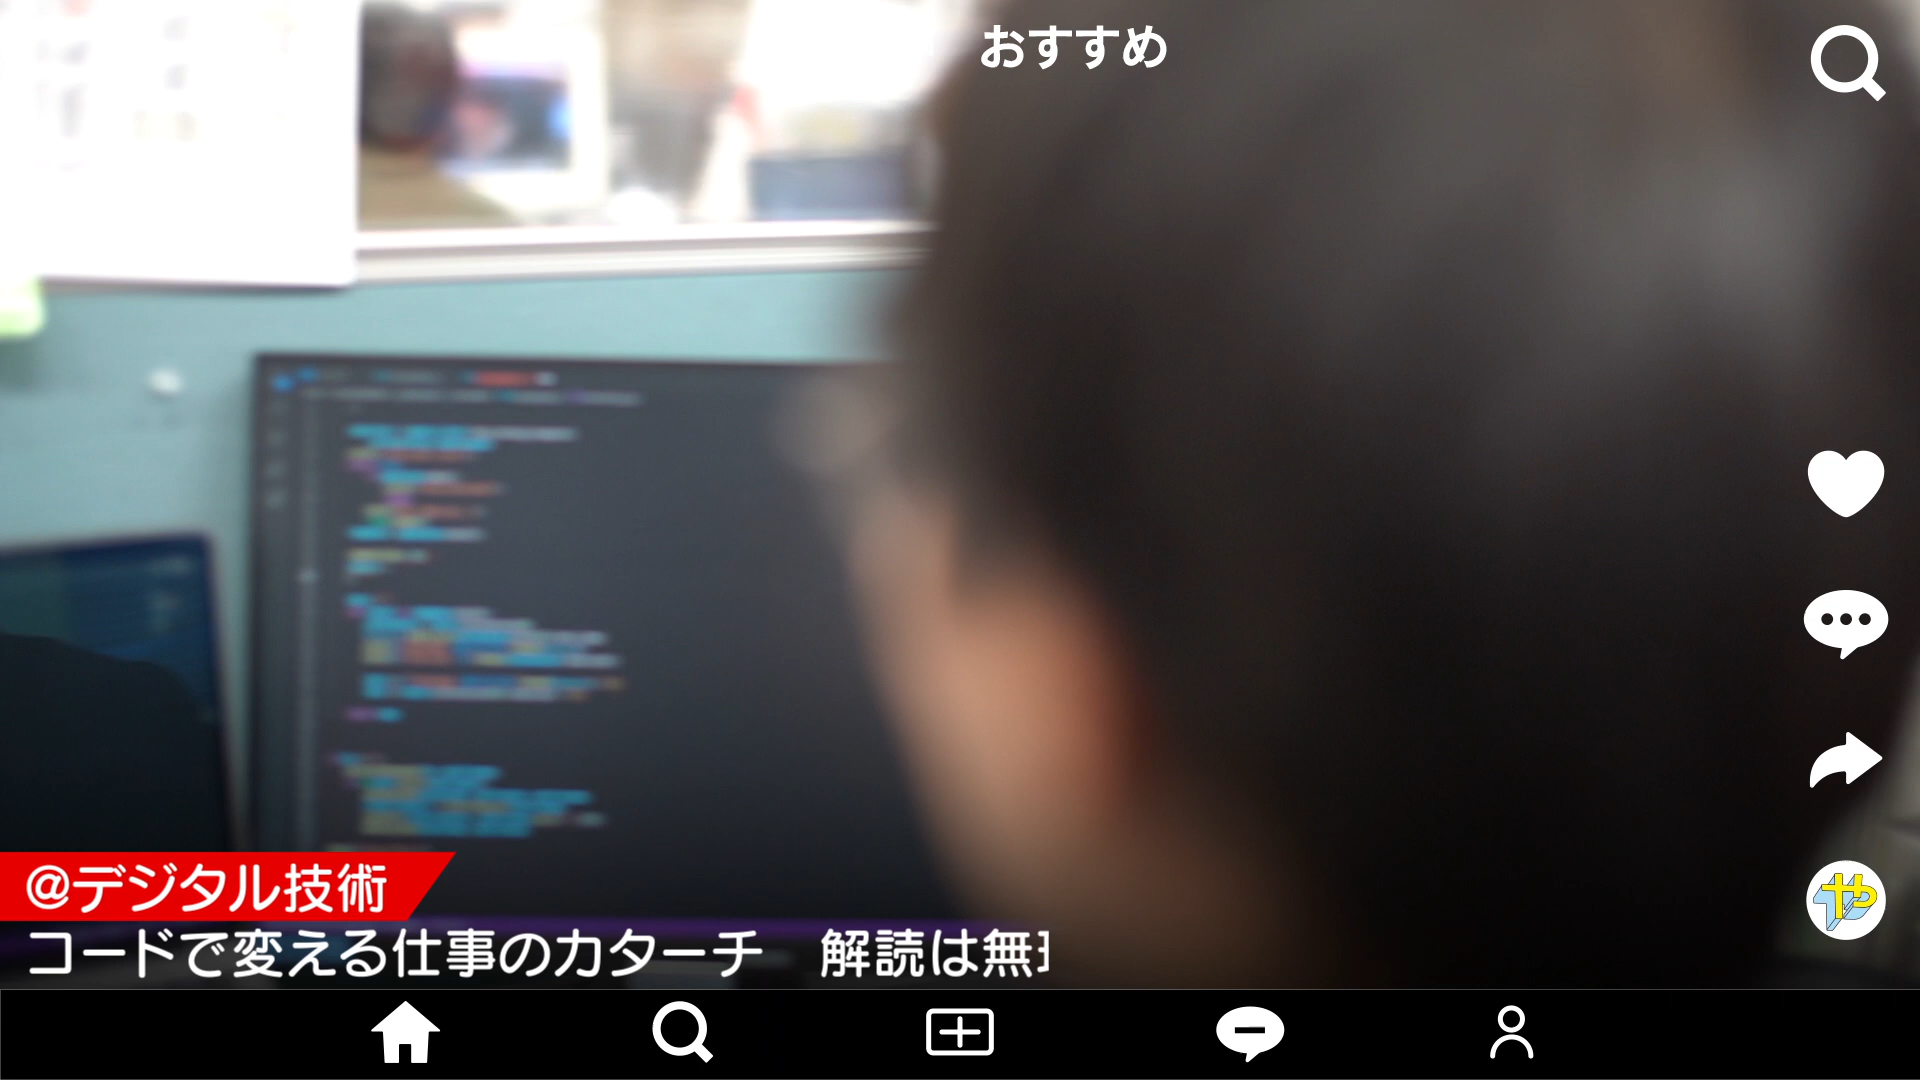 おすすめ
@デジタル技術
コードで変える仕事のカターチ 解読は無
や